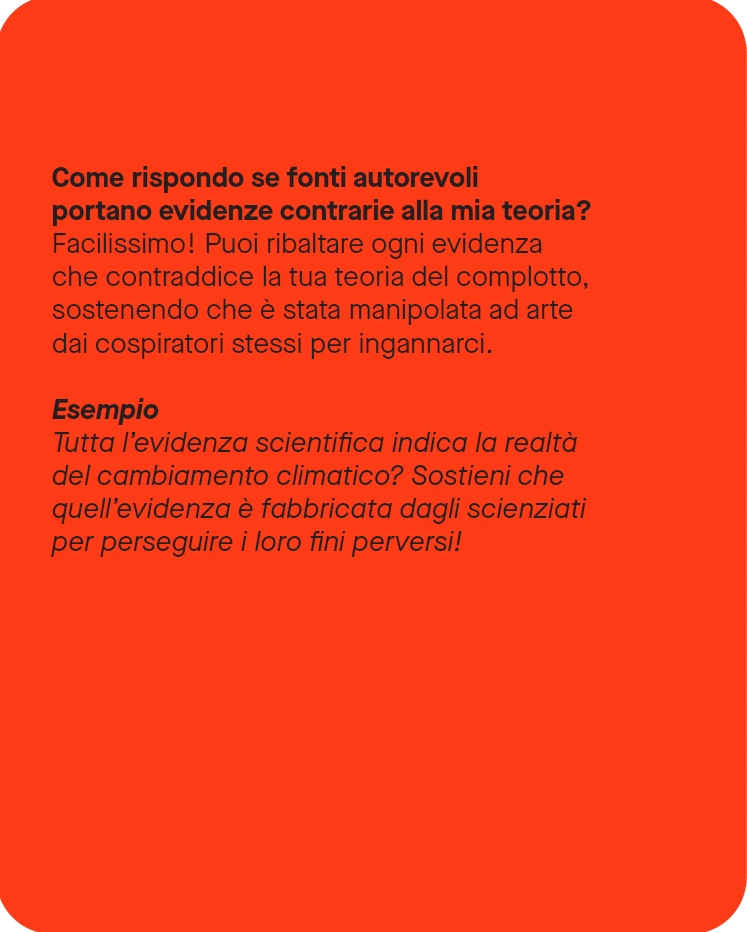 Come rispondo se fonti autorevoli
portano evidenze contrarie alla mia teoria?
Facilissimo! Puoi ribaltare ogni evidenza
che contraddice la tua teoria del complotto,
sostenendo che è stata manipolata ad arte
dai cospiratori stessi per ingannarci.
Esempio
Tutta l’evidenza scientifica indica la realtà
del cambiamento climatico? Sostieni che
quell’evidenza è fabbricata dagli scienziati
per perseguire i loro fini perversi!